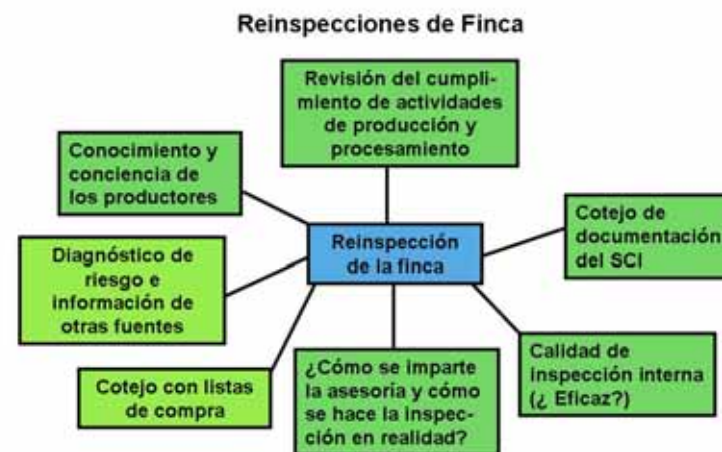 Reinspecciones de Finca
Revisión del cumpli-
miento de actividades
de producción y
procesamiento
Conocimiento y
conciencia de
los productores
Cotejo de
documentación
del SCI
Reinspección
de la finca
Diagnóstico de
riesgo e
información de
otras fuentes
Calidad de
inspección interna
(¿ Eficaz?)
¿Cómo se imparte
la asesoría y cómo
se hace la inspec-
ción en realidad?
Cotejo con listas
de compra